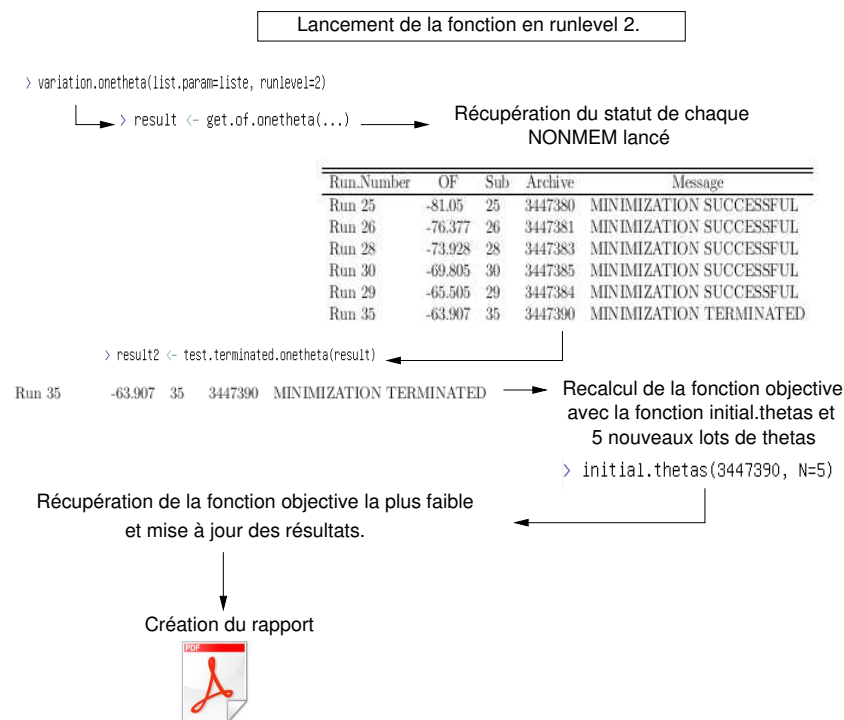 Lancement de la fonction en runlevel 2.
> variation.onetheta(list.param=liste, runlevel=2)
> result <- get.of.onetheta(...)
Récupération du statut de chaque
NONMEM lancé
Run.Number OF Sub Archive Message
Run 25 -81.05 25 3447380 MINIMIZATION SUCCESSFUL
Run 26 -76.377 26 3447381 MINIMIZATION SUCCESSFUL
Run 28 -73.928 28 3447383 MINIMIZATION SUCCESSFUL
Run 30 -69.805 30 3447385 MINIMIZATION SUCCESSFUL
Run 29 -65.505 29 3447384 MINIMIZATION SUCCESSFUL
Run 35 -63.907 35 3447390 MINIMIZATION TERMINATED
> result2 <- test.terminated.onetheta(result)
Run 35 -63.907 35 3447390 MINIMIZATION TERMINATED
Recalcul de la fonction objective
avec la fonction initial.thetas et
5 nouveaux lots de thetas
> initial.thetas(3447390, N=5)
Récupération de la fonction objective la plus faible
et mise à jour des résultats.
Création du rapport
PDF